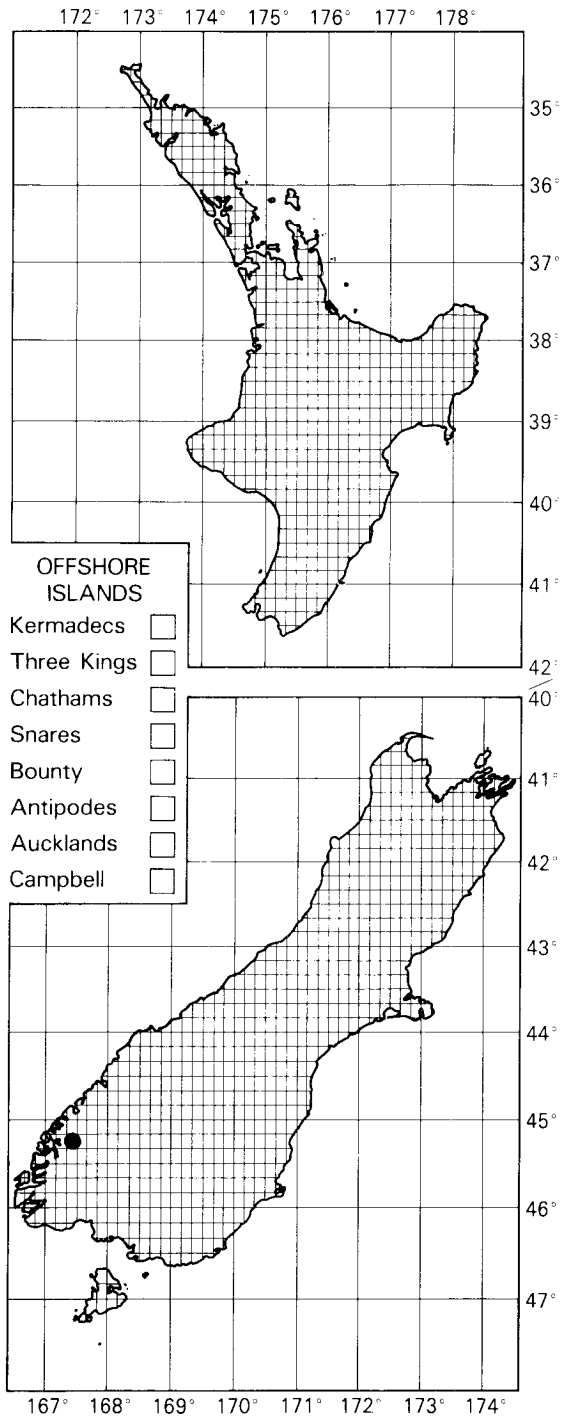 172° 173° 174° 175° 176° 177° 178°
35°
36°
37°
38°
39°
40°
41°
42°
OFFSHORE
ISLANDS
Kermadecs
Three Kings
Chathams
Snares
Bounty
Antipodes
Aucklands
Campbell
40°
41°
42°
43°
44°
45°
46°
47°
167° 168° 169° 170° 171° 172° 173° 174°